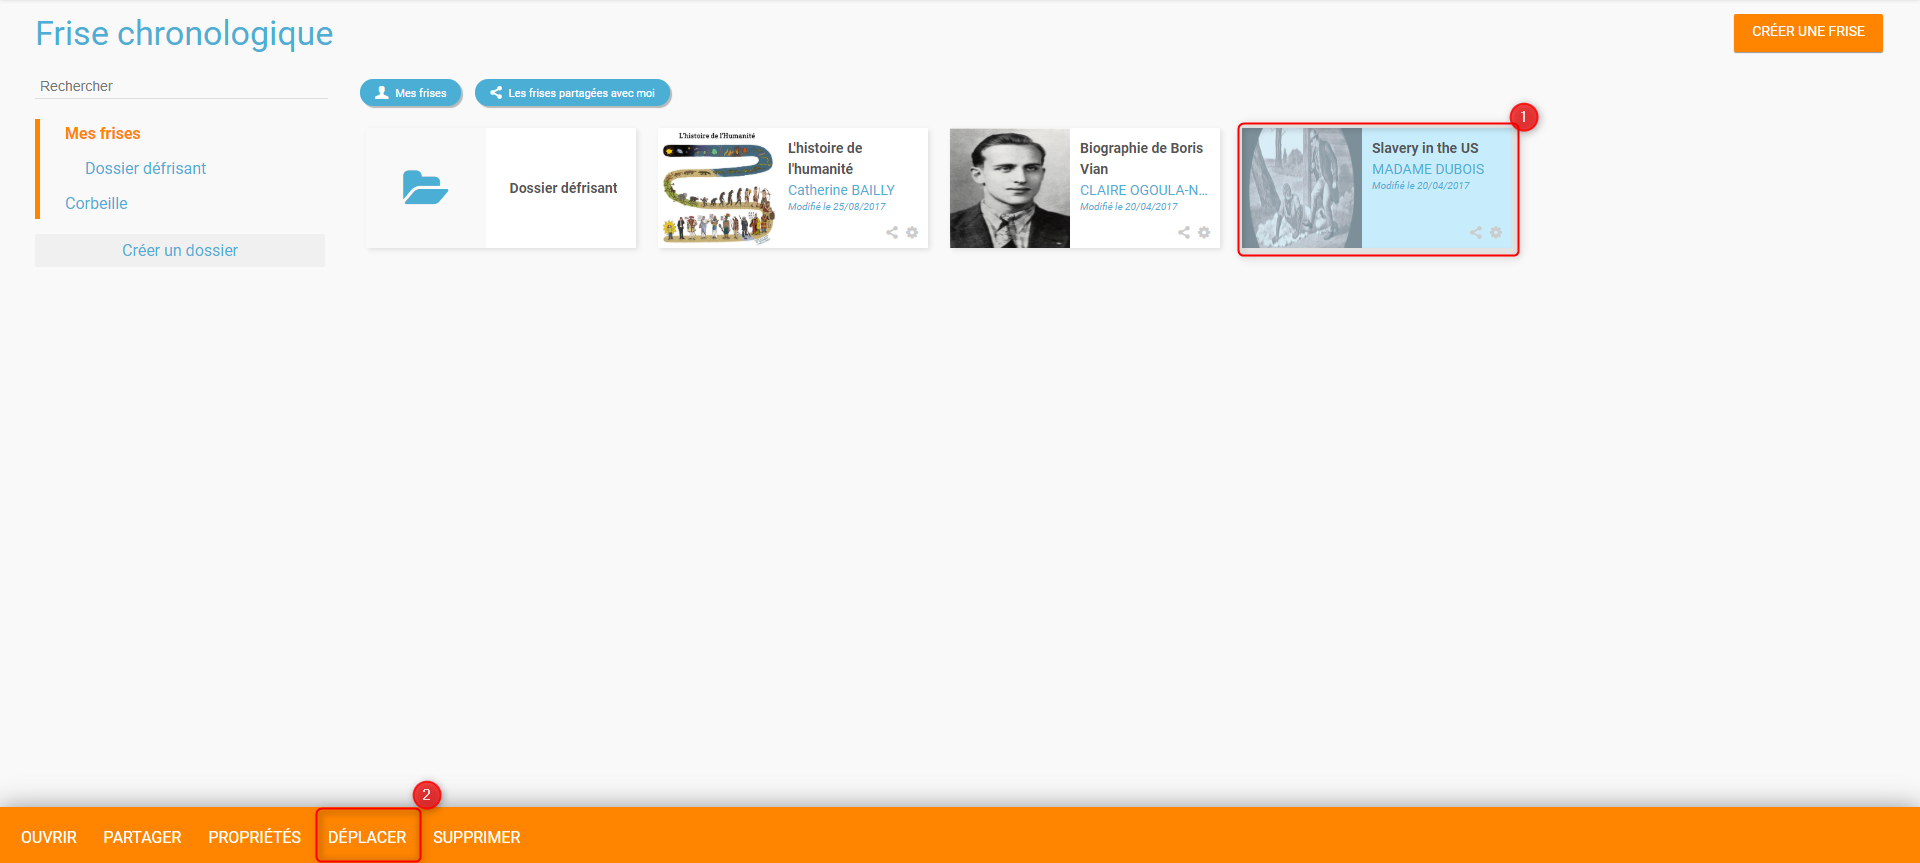 Frise chronologique
CRÉER UNE FRISE
Rechercher
Mes frises
Dossier défrisant
Corbeille
Créer un dossier
Mes frises
Les frises partagées avec moi
Dossier défrisant
L'histoire de l'Humanité
L'histoire de
l'humanité
Catherine BAILLY
Modifié le 25/08/2017
Biographie de Boris
Vian
CLAIRE OGOULA-N...
Modifié le 20/04/2017
1
Slavery in the US
MADAME DUBOIS
Modifié le 20/04/2017
2
OUVRIR
PARTAGER
PROPRIÉTÉS
DÉPLACER
SUPPRIMER